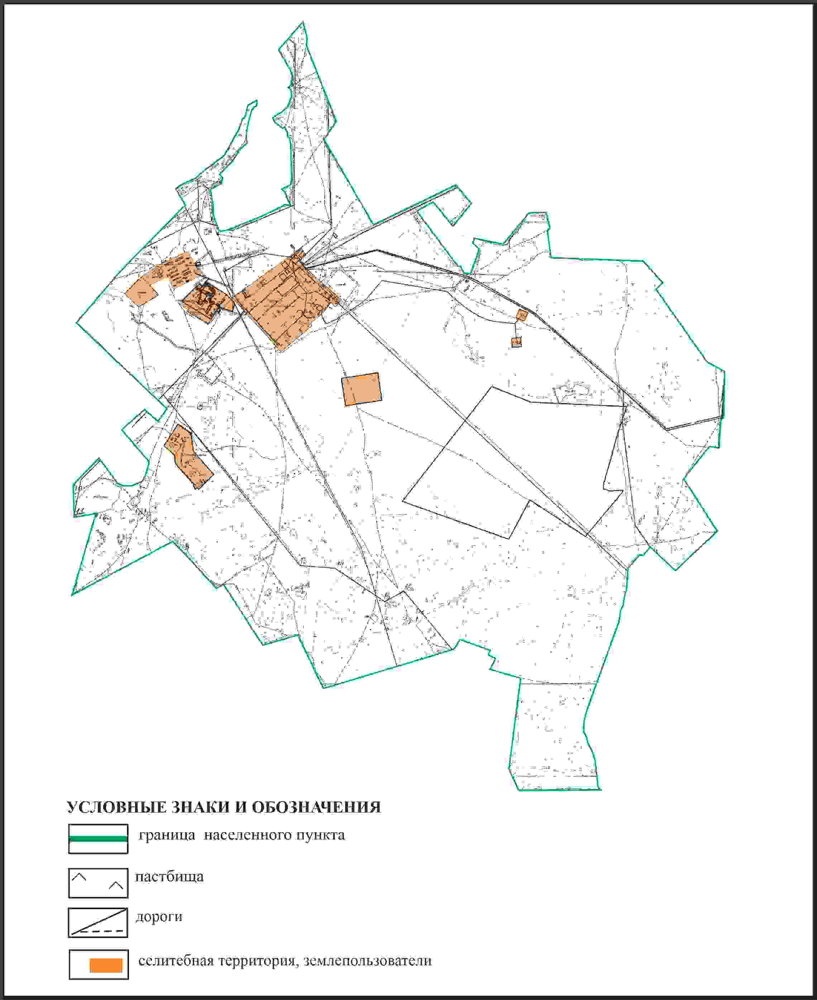 УСЛОВНЫЕ ЗНАКИ И ОБОЗНАЧЕНИЯ
граница населенного пункта
пастбища
дороги
селитебная территория, землепользователи